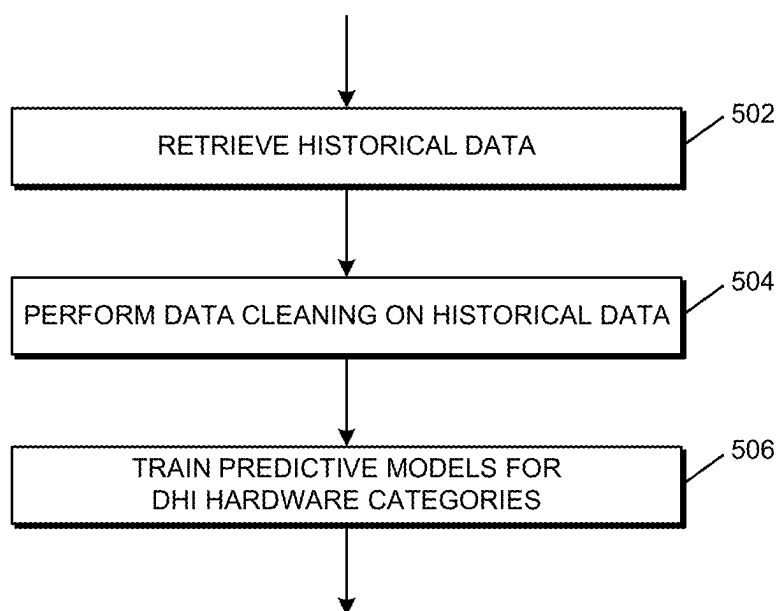 502
RETRIEVE HISTORICAL DATA
504
PERFORM DATA CLEANING ON HISTORICAL DATA
506
TRAIN PREDICTIVE MODELS FOR
DHI HARDWARE CATEGORIES